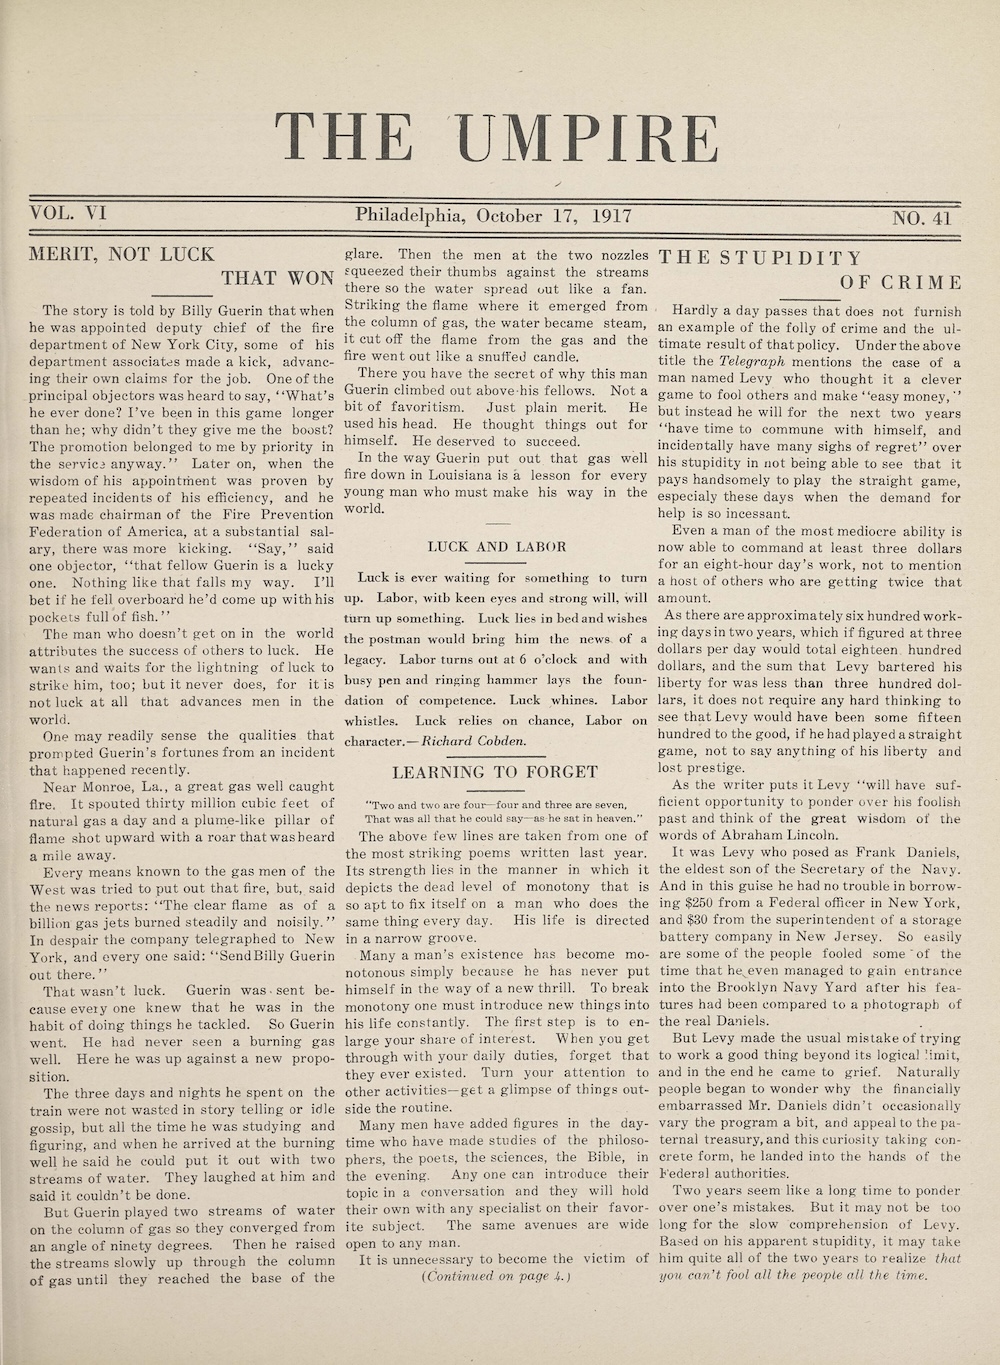 THE UMPIRE
VOL. VI
Philadelphia, October 17, 1917
NO. 41
MERIT, NOT LUCK
THAT WON
The story is told by Billy Guerin that when
he was appointed deputy chief of the fire
department of New York City, some of his
department associates made a kick, advanc-
ing their own claims for the job. One of the
principal objectors was heard to say, "What's
he ever done? I've been in this game longer
than he; why didn't they give me the boost?
The promotion belonged to me by priority in
the service anyway." Later on, when the
wisdom of his appointment was proven by
repeated incidents of his efficiency, and he
was made chairman of the Fire Prevention
Federation of America, at a substantial sal-
ary, there was more kicking. "Say," said
one objector, "that fellow Guerin is a lucky
one. Nothing like that falls my way. I'll
bet if he fell overboard he'd come up with his
pockets full of fish."
The man who doesn't get on in the world
attributes the success of others to luck. He
wants and waits for the lightning of luck to
strike him, too; but it never does, for it is
not luck at all that advances men in the
world.
One may readily sense the qualities that
prompted Guerin's fortunes from an incident
that happened recently.
Near Monroe, La., a great gas well caught
fire. It spouted thirty million cubic feet of
natural gas a day and a plume-like pillar of
flame shot upward with a roar that was heard
a mile away.
Every means known to the gas men of the
West was tried to put out that fire, but, said
the news reports: "The clear flame as of a
billion gas jets burned steadily and noisily."
In despair the company telegraphed to New
York, and every one said: "Send Billy Guerin
out there."
That wasn't luck. Guerin was sent be-
cause every one knew that he was in the
habit of doing things he tackled. So Guerin
went. He had never seen a burning gas
well. Here he was up against a new propo-
sition.
The three days and nights he spent on the
train were not wasted in story telling or idle
gossip, but all the time he was studying and
figuring, and when he arrived at the burning
well he said he could put it out with two
streams of water. They laughed at him and
said it couldn't be done.
But Guerin played two streams of water
on the column of gas so they converged from
an angle of ninety degrees. Then he raised
the streams slowly up through the column
of gas until they reached the base of the
glare. Then the men at the two nozzles
squeezed their thumbs against the streams
there so the water spread out like a fan.
Striking the flame where it emerged from
the column of gas, the water became steam,
it cut off the flame from the gas and the
fire went out like a snuffed candle.
There you have the secret of why this man
Guerin climbed out above his fellows. Not a
bit of favoritism. Just plain merit. He
used his head. He thought things out for
himself. He deserved to succeed.
In the way Guerin put out that gas well
fire down in Louisiana is a lesson for every
young man who must make his way in the
world.
LUCK AND LABOR
Luck is ever waiting for something to turn
up. Labor, with keen eyes and strong will, will
turn up something. Luck lies in bed and wishes
the postman would bring him the news of a
legacy. Labor turns out at 6 o'clock and with
busy pen and ringing hammer lays the foun-
dation of competence. Luck whines. Labor
whistles. Luck relies on chance, Labor on
character.—Richard Cobden.
LEARNING TO FORGET
"Two and two are four—four and three are seven,
That was all that he could say—as he sat in heaven."
The above few lines are taken from one of
the most striking poems written last year.
Its strength lies in the manner in which it
depicts the dead level of monotony that is
so apt to fix itself on a man who does the
same thing every day. His life is directed
in a narrow groove.
Many a man's existence has become mo-
notonous simply because he has never put
himself in the way of a new thrill. To break
monotony one must introduce new things into
his life constantly. The first step is to en-
large your share of interest. When you get
through with your daily duties, forget that
they ever existed. Turn your attention to
other activities—get a glimpse of things out-
side the routine.
Many men have added figures in the day-
time who have made studies of the philoso-
phers, the poets, the sciences, the Bible, in
the evening. Any one can introduce their
topic in a conversation and they will hold
their own with any specialist on their favor-
ite subject. The same avenues are wide
open to any man.
It is unnecessary to become the victim of
(Continued on page 4.)
THE STUPIDITY
OF CRIME
Hardly a day passes that does not furnish
an example of the folly of crime and the ul-
timate result of that policy. Under the above
title the Telegraph mentions the case of a
man named Levy who thought it a clever
game to fool others and make "easy money,"
but instead he will for the next two years
"have time to commune with himself, and
incidentally have many sighs of regret" over
his stupidity in not being able to see that it
pays handsomely to play the straight game,
especialy these days when the demand for
help is so incessant.
Even a man of the most mediocre ability is
now able to command at least three dollars
for an eight-hour day's work, not to mention
a host of others who are getting twice that
amount.
As there are approximately six hundred work-
ing days in two years, which if figured at three
dollars per day would total eighteen hundred
dollars, and the sum that Levy bartered his
liberty for was less than three hundred dol-
lars, it does not require any hard thinking to
see that Levy would have been some fifteen
hundred to the good, if he had played a straight
game, not to say anything of his liberty and
lost prestige.
As the writer puts it Levy "will have suf-
ficient opportunity to ponder over his foolish
past and think of the great wisdom of the
words of Abraham Lincoln.
It was Levy who posed as Frank Daniels,
the eldest son of the Secretary of the Navy.
And in this guise he had no trouble in borrow-
ing $250 from a Federal officer in New York,
and $30 from the superintendent of a storage
battery company in New Jersey. So easily
are some of the people fooled some of the
time that he even managed to gain entrance
into the Brooklyn Navy Yard after his fea-
tures had been compared to a photograph of
the real Daniels.
But Levy made the usual mistake of trying
to work a good thing beyond its logical limit,
and in the end he came to grief. Naturally
people began to wonder why the financially
embarrassed Mr. Daniels didn't occasionally
vary the program a bit, and appeal to the pa-
ternal treasury, and this curiosity taking con-
crete form, he landed into the hands of the
Federal authorities.
Two years seem like a long time to ponder
over one's mistakes. But it may not be too
long for the slow comprehension of Levy.
Based on his apparent stupidity, it may take
him quite all of the two years to realize that
you can't fool all the people all the time.